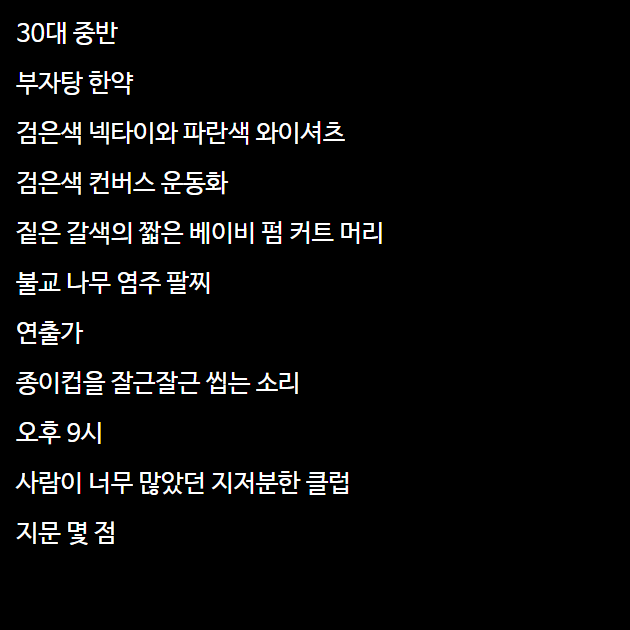 30대 중반
부자탕 한약
검은색 넥타이와 파란색 와이셔츠
검은색 컨버스 운동화
짙은 갈색의 짧은 베이비 펌 커트 머리
불교 나무 염주 팔찌
연출가
종이컵을 잘근잘근 씹는 소리
오후 9시
사람이 너무 많았던 지저분한 클럽
지문 몇 점